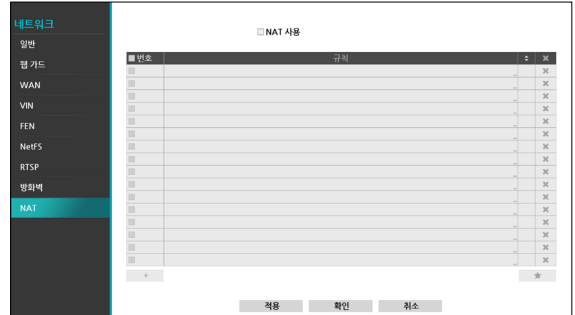 네트워크
일반
웹 가드
WAN
VIN
FEN
NetFS
RTSP
방화벽
NAT
NAT 사용
번호 규칙
적용 확인 취소